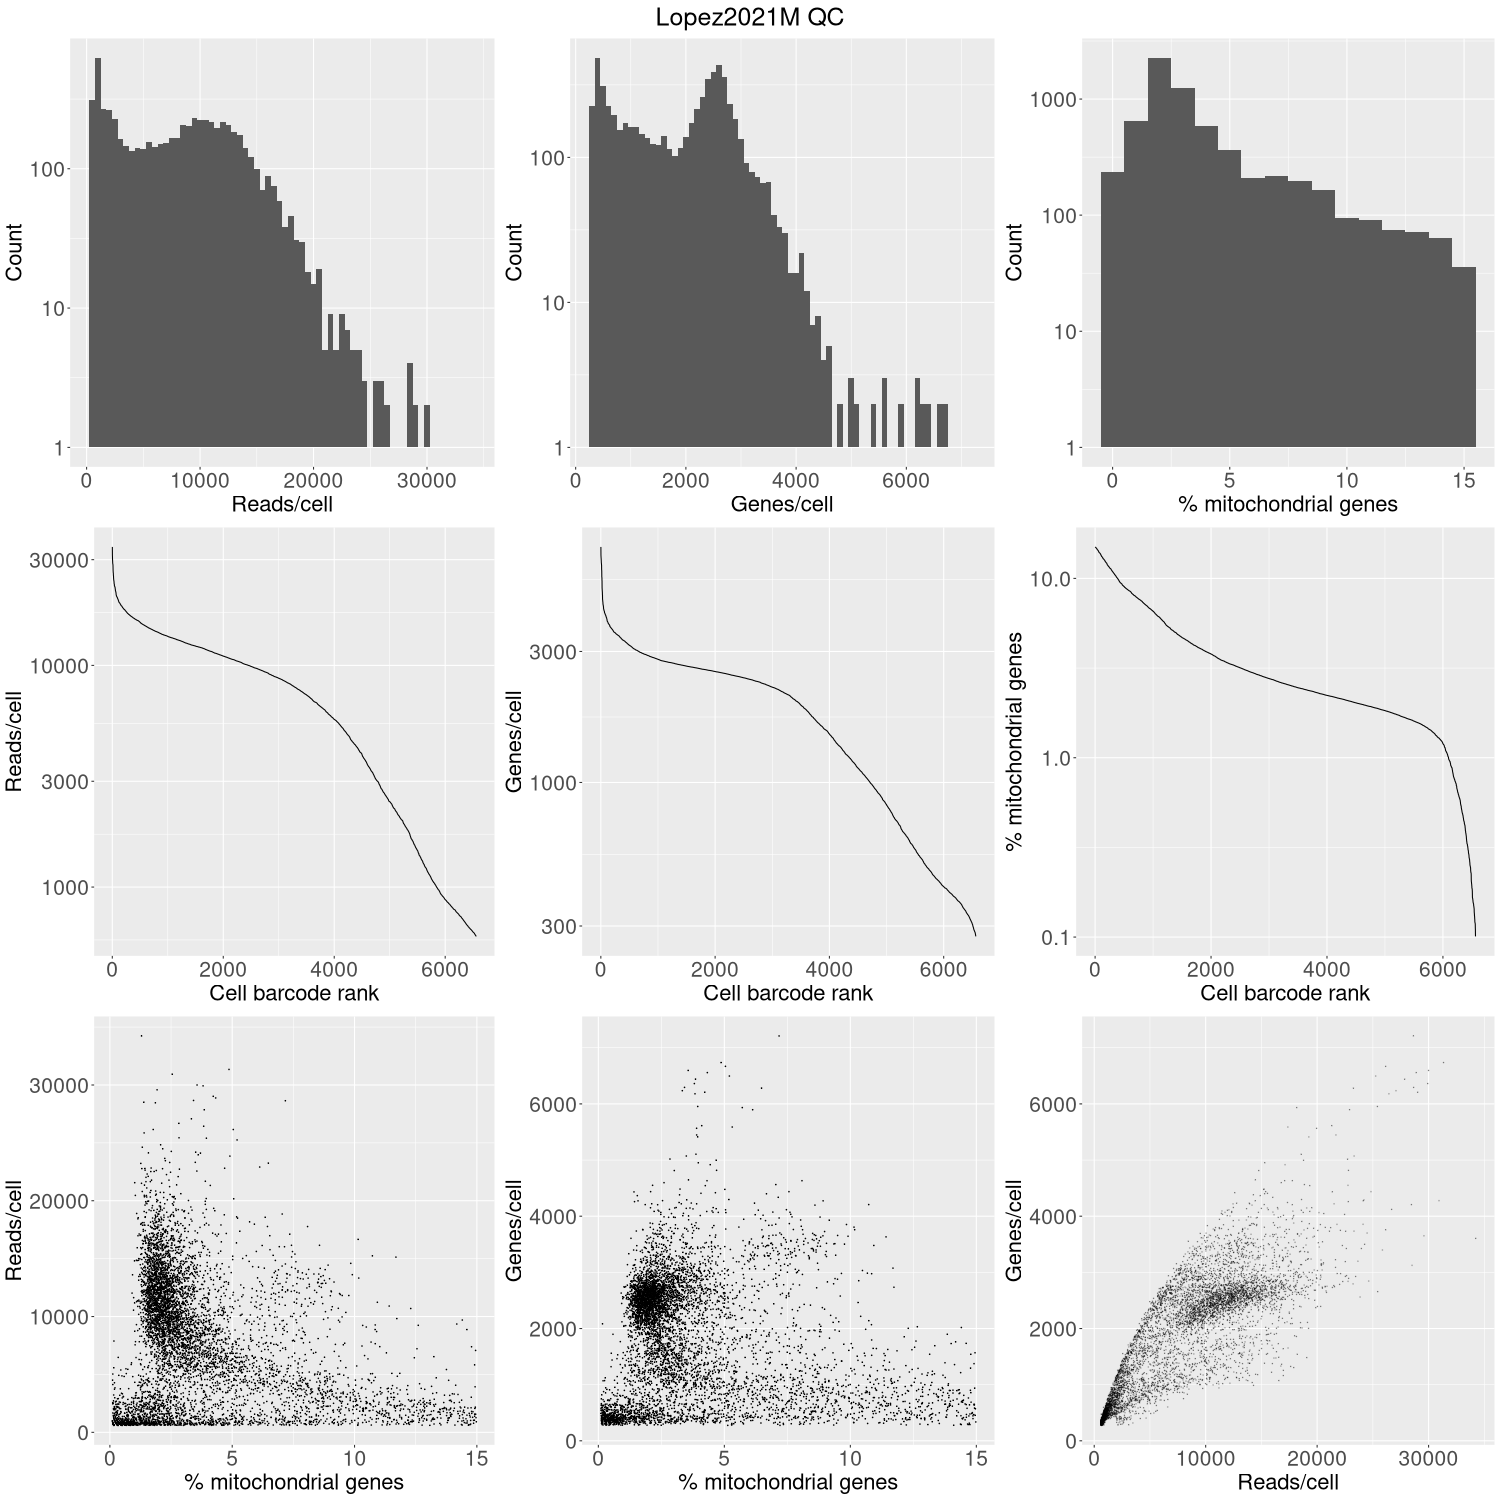 Lopez2021M QC
Count
100
10
1
0 10000 20000 30000
Reads/cell
Count
100
10
1
0 2000 4000 6000
Genes/cell
Count
1000
100
10
1
0 5 10 15
% mitochondrial genes
Reads/cell
30000
10000
3000
1000
0 2000 4000 6000
Cell barcode rank
Genes/cell
3000
1000
300
0 2000 4000 6000
Cell barcode rank
% mitochondrial genes
10.0
1.0
0.1
0 2000 4000 6000
Cell barcode rank
Reads/cell
30000
20000
10000
0
0 5 10 15
% mitochondrial genes
Genes/cell
6000
4000
2000
0
0 5 10 15
% mitochondrial genes
Genes/cell
6000
4000
2000
0
0 10000 20000 30000
Reads/cell